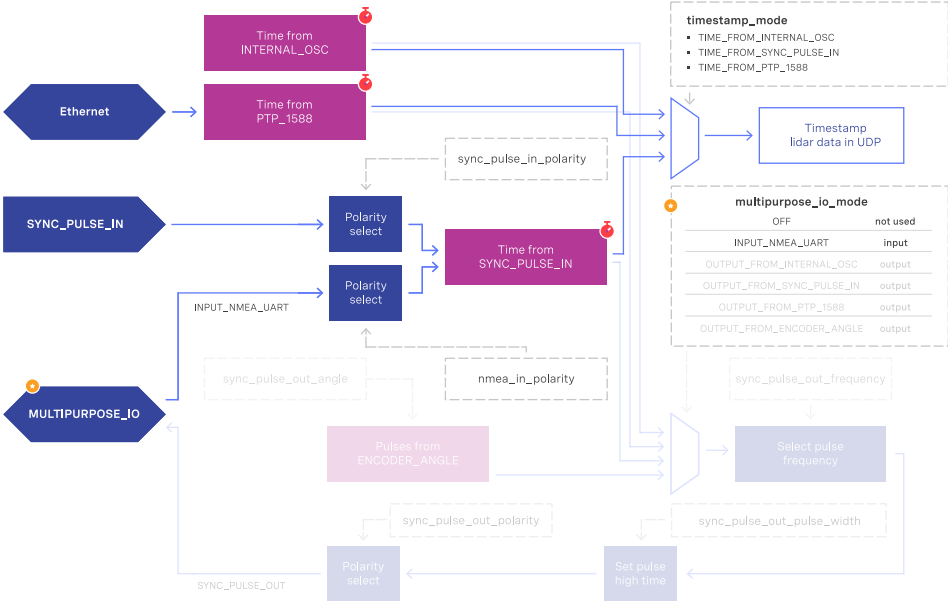 Time from
INTERNAL_OSC
timestamp_mode
▪ TIME_FROM_INTERNAL_OSC
▪ TIME_FROM_SYNC_PULSE_IN
▪ TIME_FROM_PTP_1588
Ethernet
Time from
PTP_1588
Timestamp
lidar data in UDP
sync_pulse_in_polarity
SYNC_PULSE_IN
Polarity
select
Time from
SYNC_PULSE_IN
Polarity
select
INPUT_NMEA_UART
multipurpose_io_mode
OFF not used
INPUT_NMEA_UART input
OUTPUT_FROM_INTERNAL_OSC output
OUTPUT_FROM_SYNC_PULSE_IN output
OUTPUT_FROM_PTP_1588 output
OUTPUT_FROM_ENCODER_ANGLE output
sync_pulse_out_angle
nmea_in_polarity
sync_pulse_out_frequency
MULTIPURPOSE_IO
Pulses from
ENCODER_ANGLE
Select pulse
frequency
sync_pulse_out_polarity
sync_pulse_out_pulse_width
Polarity
select
Set pulse
high time
SYNC_PULSE_OUT